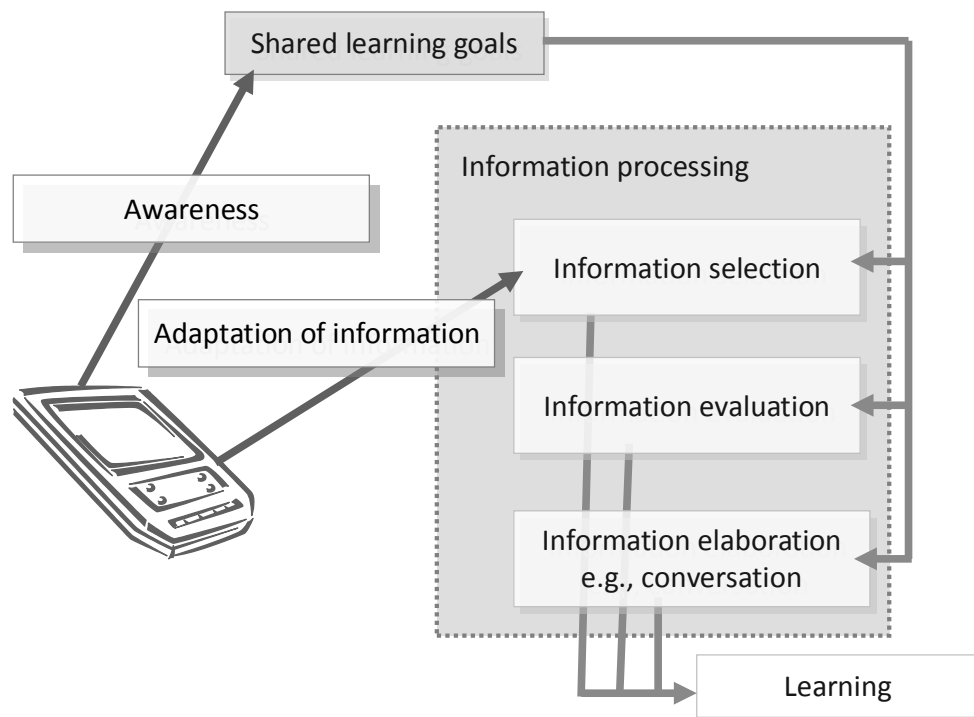 Shared learning goals
Information processing
Awareness
Information selection
Adaptation of information
Information evaluation
Information elaboration
e.g., conversation
Learning